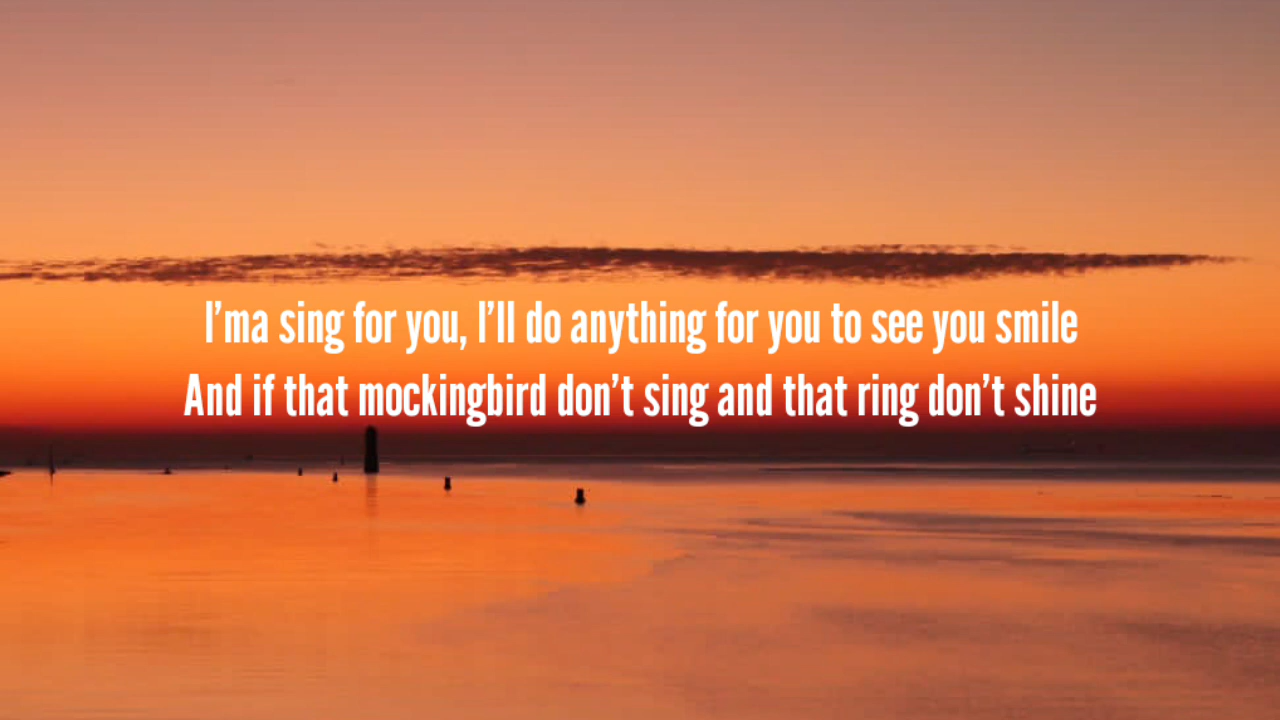 I’ma sing for you, I’ll do anything for you to see you smile
And if that mockingbird don’t sing and that ring don’t shine